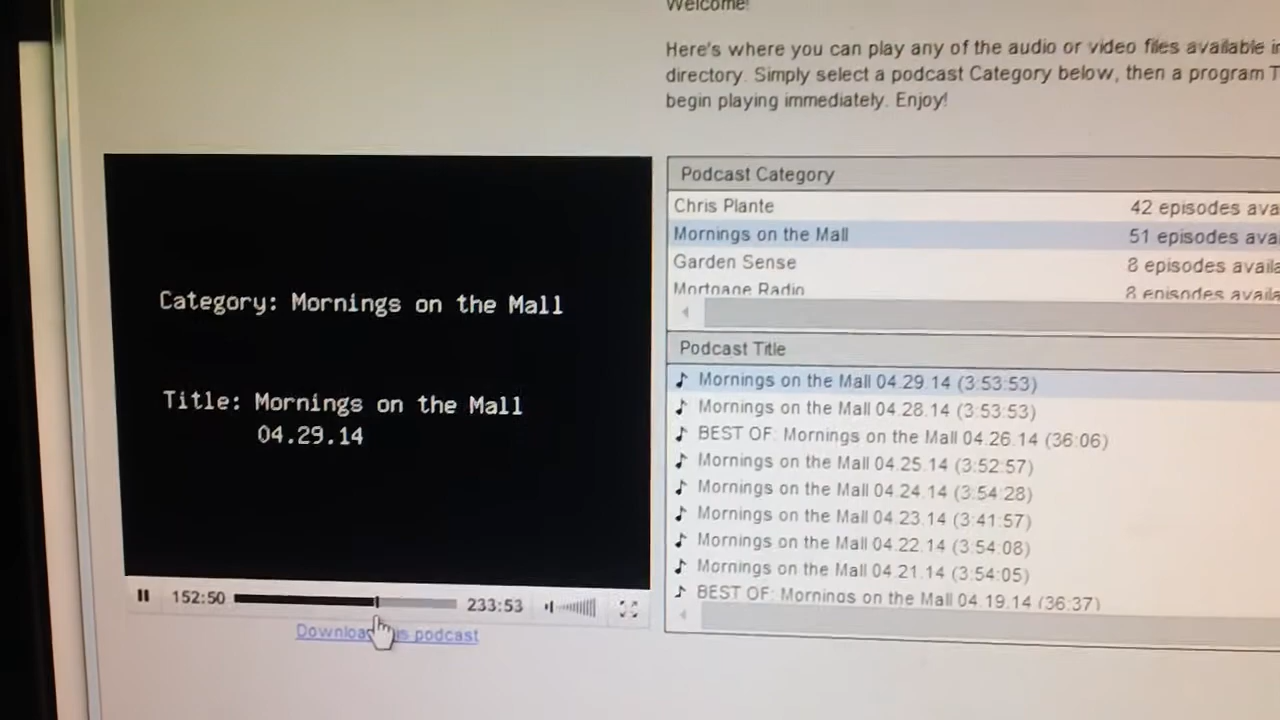 Welcome!
Here's where you can play any of the audio or video files available
directory. Simply select a podcast Category below, then a program
begin playing immediately. Enjoy!
Category: Mornings on the Mall
Title: Mornings on the Mall
04.29.14
152:50
233:53
Download this podcast
Podcast Category
Chris Plante 42 episodes ava
Mornings on the Mall 51 episodes ava
Garden Sense 8 episodes availa
Mortgage Radio 8 episodes availa
Podcast Title
Mornings on the Mall 04.29.14 (3:53:53)
Mornings on the Mall 04.28.14 (3:53:53)
BEST OF: Mornings on the Mall 04.26.14 (36:06)
Mornings on the Mall 04.25.14 (3:52:57)
Mornings on the Mall 04.24.14 (3:54:28)
Mornings on the Mall 04.23.14 (3:41:57)
Mornings on the Mall 04.22.14 (3:54:08)
Mornings on the Mall 04.21.14 (3:54:05)
BEST OF: Mornings on the Mall 04.19.14 (36:37)